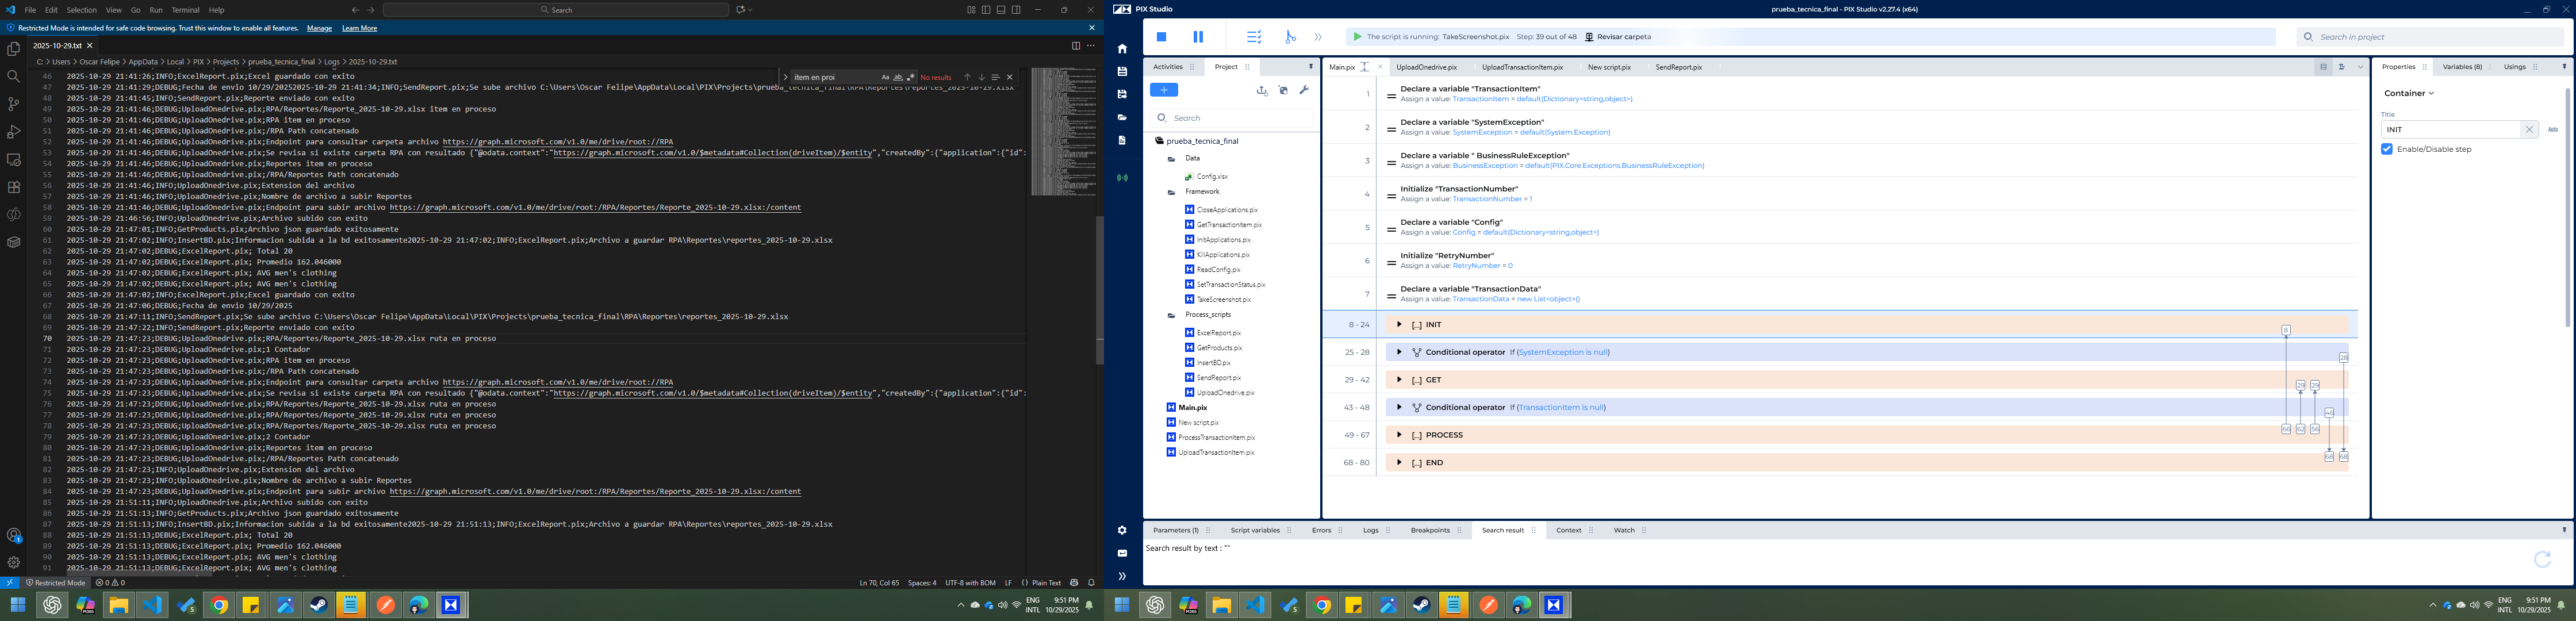 File Edit Selection View Go Run Terminal Help
Search
Restricted Mode is intended for safe code browsing. Trust this window to enable all features. Manage Learn More
2025-10-29.txt
C: > Users > Oscar Felipe > AppData > Local > PIX > Projects > prueba_tecnica_final > Logs > 2025-10-29.txt
item en proi
No results
46 2025-10-29 21:41:26;INFO;ExcelReport.pix;Excel guardado con exito
47 2025-10-29 21:41:29;DEBUG;Fecha de envio 10/29/20252025-10-29 21:41:34;INFO;SendReport.pix;Se sube archivo C:\Users\Oscar Felipe\AppData\Local\PIX\Projects\prueba_tecnica_final\RPA\Reportes\reportes_2025-10-29.xlsx
48 2025-10-29 21:41:45;INFO;SendReport.pix;Reporte enviado con exito
49 2025-10-29 21:41:46;DEBUG;UploadOnedrive.pix;RPA/Reportes/Reporte_2025-10-29.xlsx item en proceso
50 2025-10-29 21:41:46;DEBUG;UploadOnedrive.pix;RPA item en proceso
51 2025-10-29 21:41:46;DEBUG;UploadOnedrive.pix;/RPA Path concatenado
52 2025-10-29 21:41:46;DEBUG;UploadOnedrive.pix;Endpoint para consultar carpeta archivo https://graph.microsoft.com/v1.0/me/drive/root://RPA
53 2025-10-29 21:41:46;DEBUG;UploadOnedrive.pix;Se revisa si existe carpeta RPA con resultado {"@odata.context":"https://graph.microsoft.com/v1.0/$metadata#Collection(driveItem)/$entity","createdBy":{"application":{"id":
54 2025-10-29 21:41:46;DEBUG;UploadOnedrive.pix;Reportes item en proceso
55 2025-10-29 21:41:46;DEBUG;UploadOnedrive.pix;/RPA/Reportes Path concatenado
56 2025-10-29 21:41:46;INFO;UploadOnedrive.pix;Extension del archivo
57 2025-10-29 21:41:46;INFO;UploadOnedrive.pix;Nombre de archivo a subir Reportes
58 2025-10-29 21:41:46;DEBUG;UploadOnedrive.pix;Endpoint para subir archivo https://graph.microsoft.com/v1.0/me/drive/root:/RPA/Reportes/Reporte_2025-10-29.xlsx:/content
59 2025-10-29 21:46:56;INFO;UploadOnedrive.pix;Archivo subido con exito
60 2025-10-29 21:47:01;INFO;GetProducts.pix;Archivo json guardado exitosamente
61 2025-10-29 21:47:02;INFO;InsertBD.pix;Informacion subida a la bd exitosamente2025-10-29 21:47:02;INFO;ExcelReport.pix;Archivo a guardar RPA\Reportes\reportes_2025-10-29.xlsx
62 2025-10-29 21:47:02;DEBUG;ExcelReport.pix; Total 20
63 2025-10-29 21:47:02;DEBUG;ExcelReport.pix; Promedio 162.046000
64 2025-10-29 21:47:02;DEBUG;ExcelReport.pix; AVG men's clothing
65 2025-10-29 21:47:02;DEBUG;ExcelReport.pix; AVG men's clothing
66 2025-10-29 21:47:02;INFO;ExcelReport.pix;Excel guardado con exito
67 2025-10-29 21:47:06;DEBUG;Fecha de envio 10/29/2025
68 2025-10-29 21:47:11;INFO;SendReport.pix;Se sube archivo C:\Users\Oscar Felipe\AppData\Local\PIX\Projects\prueba_tecnica_final\RPA\Reportes\reportes_2025-10-29.xlsx
69 2025-10-29 21:47:22;INFO;SendReport.pix;Reporte enviado con exito
70 2025-10-29 21:47:23;DEBUG;UploadOnedrive.pix;RPA/Reportes/Reporte_2025-10-29.xlsx ruta en proceso
71 2025-10-29 21:47:23;DEBUG;UploadOnedrive.pix;1 Contador
72 2025-10-29 21:47:23;DEBUG;UploadOnedrive.pix;RPA item en proceso
73 2025-10-29 21:47:23;DEBUG;UploadOnedrive.pix;/RPA Path concatenado
74 2025-10-29 21:47:23;DEBUG;UploadOnedrive.pix;Endpoint para consultar carpeta archivo https://graph.microsoft.com/v1.0/me/drive/root://RPA
75 2025-10-29 21:47:23;DEBUG;UploadOnedrive.pix;Se revisa si existe carpeta RPA con resultado {"@odata.context":"https://graph.microsoft.com/v1.0/$metadata#Collection(driveItem)/$entity","createdBy":{"application":{"id":
76 2025-10-29 21:47:23;DEBUG;UploadOnedrive.pix;RPA/Reportes/Reporte_2025-10-29.xlsx ruta en proceso
77 2025-10-29 21:47:23;DEBUG;UploadOnedrive.pix;RPA/Reportes/Reporte_2025-10-29.xlsx ruta en proceso
78 2025-10-29 21:47:23;DEBUG;UploadOnedrive.pix;RPA/Reportes/Reporte_2025-10-29.xlsx ruta en proceso
79 2025-10-29 21:47:23;DEBUG;UploadOnedrive.pix;2 Contador
80 2025-10-29 21:47:23;DEBUG;UploadOnedrive.pix;Reportes item en proceso
81 2025-10-29 21:47:23;DEBUG;UploadOnedrive.pix;/RPA/Reportes Path concatenado
82 2025-10-29 21:47:23;INFO;UploadOnedrive.pix;Extension del archivo
83 2025-10-29 21:47:23;INFO;UploadOnedrive.pix;Nombre de archivo a subir Reportes
84 2025-10-29 21:47:23;DEBUG;UploadOnedrive.pix;Endpoint para subir archivo https://graph.microsoft.com/v1.0/me/drive/root:/RPA/Reportes/Reporte_2025-10-29.xlsx:/content
85 2025-10-29 21:51:11;INFO;UploadOnedrive.pix;Archivo subido con exito
86 2025-10-29 21:51:13;INFO;GetProducts.pix;Archivo json guardado exitosamente
87 2025-10-29 21:51:13;INFO;InsertBD.pix;Informacion subida a la bd exitosamente2025-10-29 21:51:13;INFO;ExcelReport.pix;Archivo a guardar RPA\Reportes\reportes_2025-10-29.xlsx
88 2025-10-29 21:51:13;DEBUG;ExcelReport.pix; Total 20
89 2025-10-29 21:51:13;DEBUG;ExcelReport.pix; Promedio 162.046000
90 2025-10-29 21:51:13;DEBUG;ExcelReport.pix; AVG men's clothing
91 2025-10-29 21:51:13;DEBUG;ExcelReport.pix; AVG men's clothing
Restricted Mode 0 0
Ln 70, Col 65 Spaces: 4 UTF-8 with BOM LF Plain Text
ENG INTL
9:51 PM
10/29/2025
PIX Studio
prueba_tecnica_final - PIX Studio v2.27.4 (x64)
The script is running: TakeScreenshot.pix Step: 39 out of 48 Revisar carpeta
Search in project
Activities Project
Search
prueba_tecnica_final
Data
Config.xlsx
Framework
CloseApplications.pix
GetTransactionItem.pix
InitApplications.pix
KillApplications.pix
ReadConfig.pix
SetTransactionStatus.pix
TakeScreenshot.pix
Process_scripts
ExcelReport.pix
GetProducts.pix
InsertBD.pix
SendReport.pix
UploadOnedrive.pix
Main.pix
New script.pix
ProcessTransactionItem.pix
UploadTransactionItem.pix
Main.pix UploadOnedrive.pix UploadTransactionItem.pix New script.pix SendReport.pix
1 Declare a variable "TransactionItem"
Assign a value: TransactionItem = default(Dictionary<string,object>)
2 Declare a variable "SystemException"
Assign a value: SystemException = default(System.Exception)
3 Declare a variable " BusinessRuleException"
Assign a value: BusinessException = default(PIX.Core.Exceptions.BusinessRuleException)
4 Initialize "TransactionNumber"
Assign a value: TransactionNumber = 1
5 Declare a variable "Config"
Assign a value: Config = default(Dictionary<string,object>)
6 Initialize "RetryNumber"
Assign a value: RetryNumber = 0
7 Declare a variable "TransactionData"
Assign a value: TransactionData = new List<object>()
8 - 24 [...] INIT
25 - 28 Conditional operator If (SystemException is null)
29 - 42 [...] GET
43 - 48 Conditional operator If (TransactionItem is null)
49 - 67 [...] PROCESS
68 - 80 [...] END
8
28
29 29
46
66 62 56
68 68
Properties Variables (8) Usings
Container
Title
INIT
Auto
Enable/Disable step
Parameters (1) Script variables Errors Logs Breakpoints Search result Context Watch
Search result by text : ""
ENG INTL
9:51 PM
10/29/2025